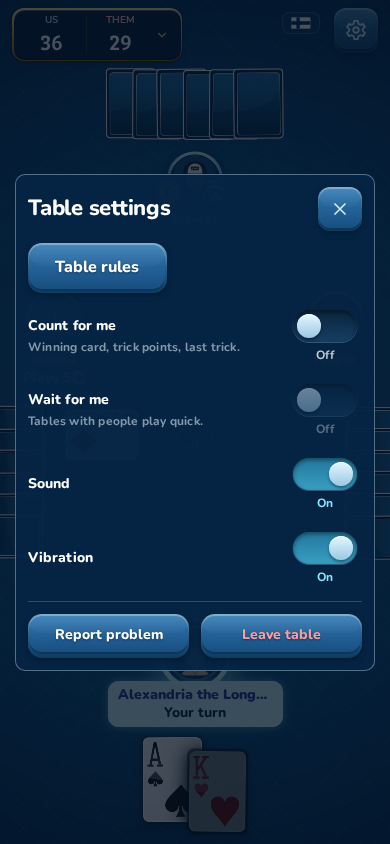 US
THEM
36
29
Table settings
Table rules
Count for me
Winning card, trick points, last trick.
Off
Wait for me
Tables with people play quick.
Off
Sound
On
Vibration
On
Report problem
Leave table
Alexandria the Long...
Your turn
A
K